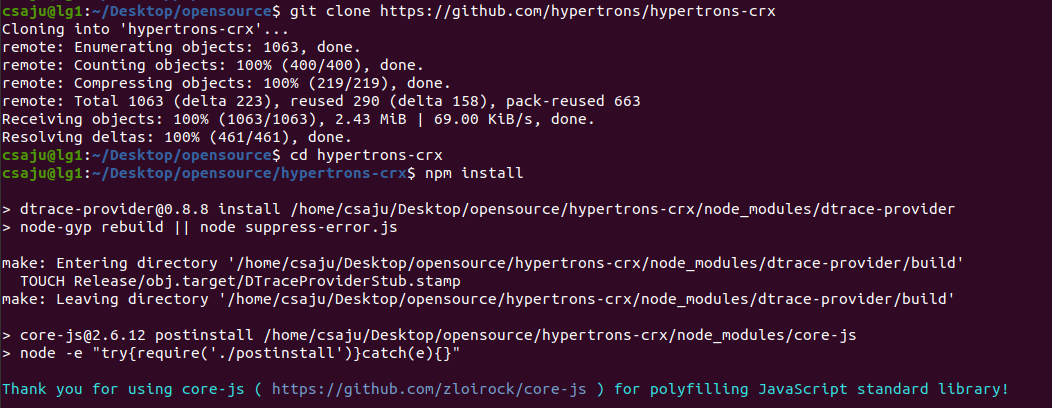 csaju@lg1:~/Desktop/opensource$ git clone https://github.com/hypertrons/hypertrons-crx
Cloning into 'hypertrons-crx'...
remote: Enumerating objects: 1063, done.
remote: Counting objects: 100% (400/400), done.
remote: Compressing objects: 100% (219/219), done.
remote: Total 1063 (delta 223), reused 290 (delta 158), pack-reused 663
Receiving objects: 100% (1063/1063), 2.43 MiB | 69.00 KiB/s, done.
Resolving deltas: 100% (461/461), done.
csaju@lg1:~/Desktop/opensource$ cd hypertrons-crx
csaju@lg1:~/Desktop/opensource/hypertrons-crx$ npm install
> dtrace-provider@0.8.8 install /home/csaju/Desktop/opensource/hypertrons-crx/node_modules/dtrace-provider
> node-gyp rebuild || node suppress-error.js
make: Entering directory '/home/csaju/Desktop/opensource/hypertrons-crx/node_modules/dtrace-provider/build'
  TOUCH Release/obj.target/DTraceProviderStub.stamp
make: Leaving directory '/home/csaju/Desktop/opensource/hypertrons-crx/node_modules/dtrace-provider/build'
> core-js@2.6.12 postinstall /home/csaju/Desktop/opensource/hypertrons-crx/node_modules/core-js
> node -e "try{require('./postinstall')}catch(e){}"
Thank you for using core-js ( https://github.com/zloirock/core-js ) for polyfilling JavaScript standard library!